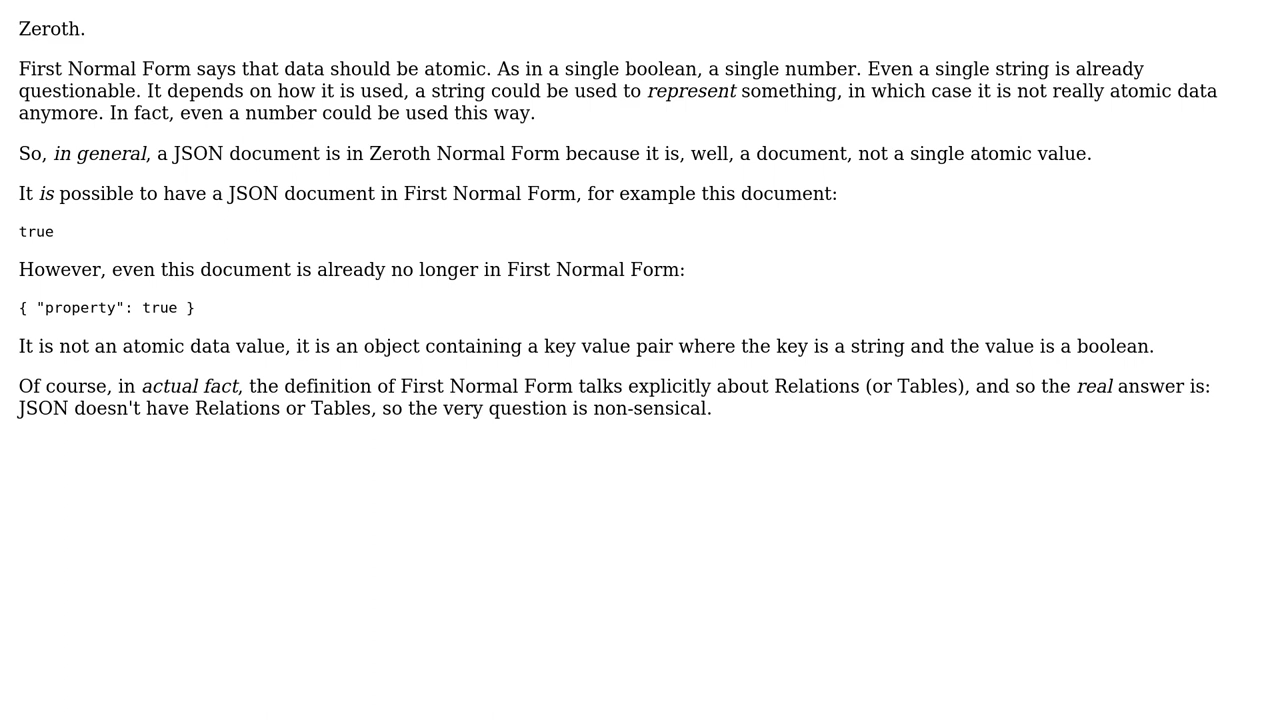 Zeroth.
First Normal Form says that data should be atomic. As in a single boolean, a single number. Even a single string is already
questionable. It depends on how it is used, a string could be used to represent something, in which case it is not really atomic data
anymore. In fact, even a number could be used this way.
So, in general, a JSON document is in Zeroth Normal Form because it is, well, a document, not a single atomic value.
It is possible to have a JSON document in First Normal Form, for example this document:
true
However, even this document is already no longer in First Normal Form:
{ "property": true }
It is not an atomic data value, it is an object containing a key value pair where the key is a string and the value is a boolean.
Of course, in actual fact, the definition of First Normal Form talks explicitly about Relations (or Tables), and so the real answer is:
JSON doesn't have Relations or Tables, so the very question is non-sensical.